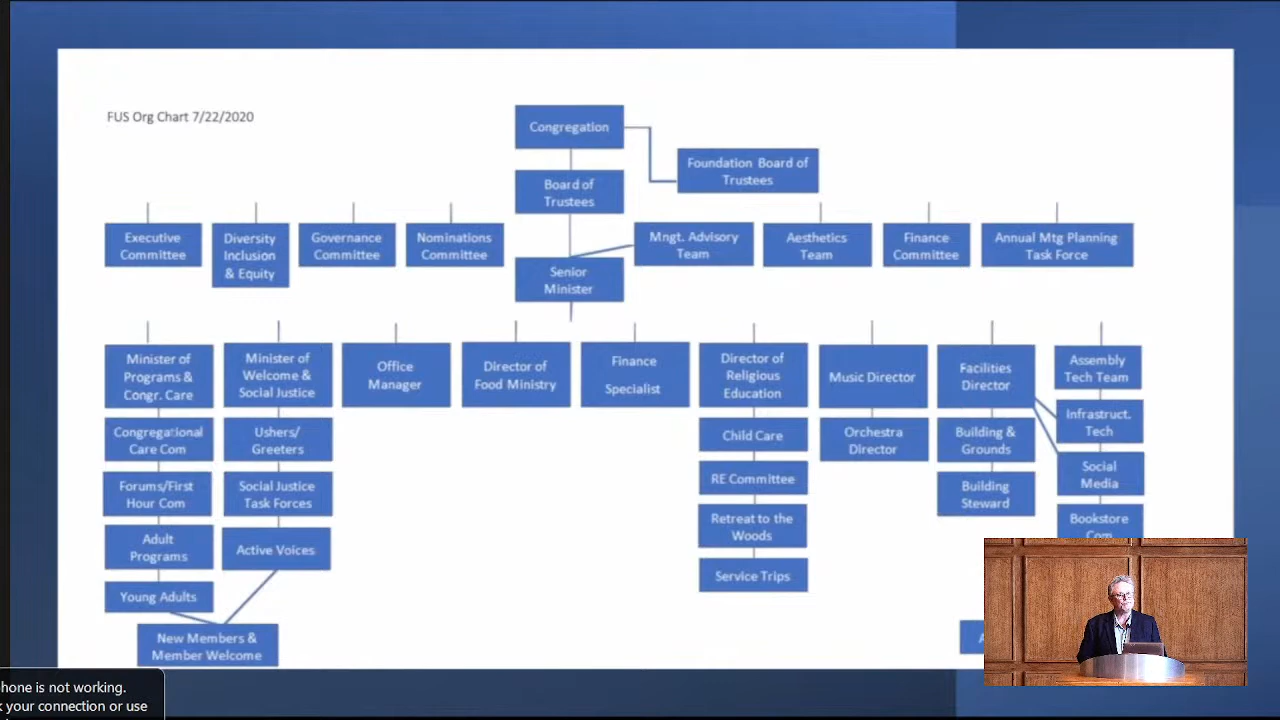 FUS Org Chart 7/22/2020
Congregation
Foundation Board of
Trustees
Board of
Trustees
Executive
Committee
Diversity
Inclusion
& Equity
Governance
Committee
Nominations
Committee
Mngt. Advisory
Team
Aesthetics
Team
Finance
Committee
Annual Mtg Planning
Task Force
Senior
Minister
Minister of
Programs &
Congr. Care
Minister of
Welcome &
Social Justice
Office
Manager
Director of
Food Ministry
Finance
Specialist
Director of
Religious
Education
Music Director
Facilities
Director
Assembly
Tech Team
Congregational
Care Com
Ushers/
Greeters
Child Care
Orchestra
Director
Building &
Grounds
Infrastruct.
Tech
Forums/First
Hour Com
Social Justice
Task Forces
RE Committee
Building
Steward
Social
Media
Adult
Programs
Active Voices
Retreat to the
Woods
Bookstore
Com
Young Adults
Service Trips
New Members &
Member Welcome
hone is not working.
your connection or use